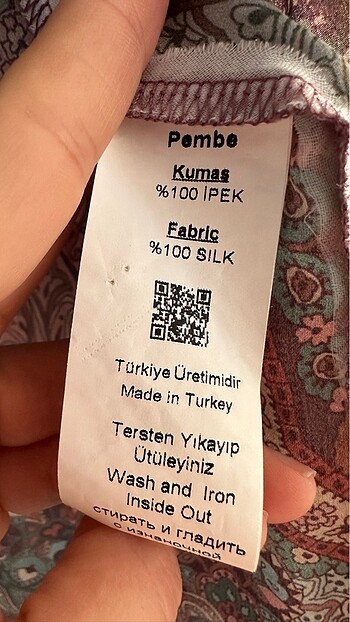 Pembe
Kumaş
%100 İPEK
Fabric
%100 SILK
Türkiye Üretimidir
Made in Turkey
Tersten Yıkayıp
Ütüleyiniz
Wash and Iron
Inside Out
стирать и гладить
с изнаночной